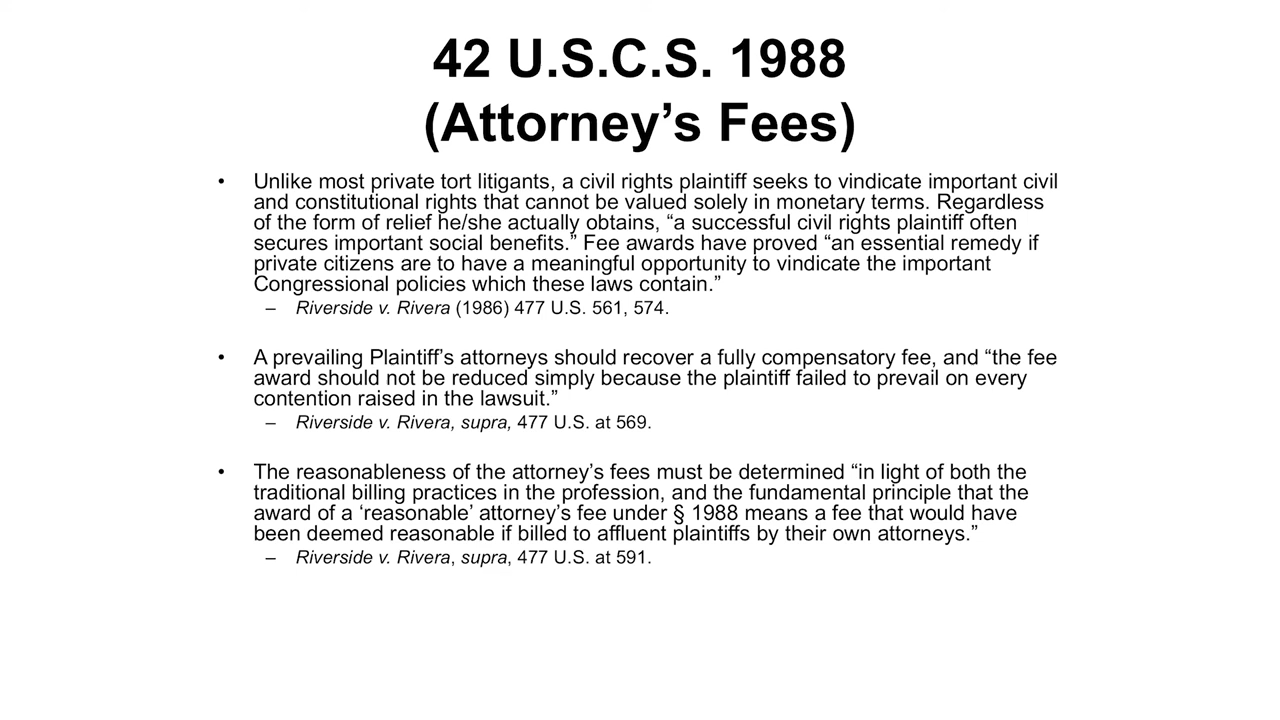 42 U.S.C.S. 1988
(Attorney’s Fees)
• Unlike most private tort litigants, a civil rights plaintiff seeks to vindicate important civil
and constitutional rights that cannot be valued solely in monetary terms. Regardless
of the form of relief he/she actually obtains, “a successful civil rights plaintiff often
secures important social benefits.” Fee awards have proved “an essential remedy if
private citizens are to have a meaningful opportunity to vindicate the important
Congressional policies which these laws contain.”
– Riverside v. Rivera (1986) 477 U.S. 561, 574.
• A prevailing Plaintiff’s attorneys should recover a fully compensatory fee, and “the fee
award should not be reduced simply because the plaintiff failed to prevail on every
contention raised in the lawsuit.”
– Riverside v. Rivera, supra, 477 U.S. at 569.
• The reasonableness of the attorney’s fees must be determined “in light of both the
traditional billing practices in the profession, and the fundamental principle that the
award of a ‘reasonable’ attorney’s fee under § 1988 means a fee that would have
been deemed reasonable if billed to affluent plaintiffs by their own attorneys.”
– Riverside v. Rivera, supra, 477 U.S. at 591.